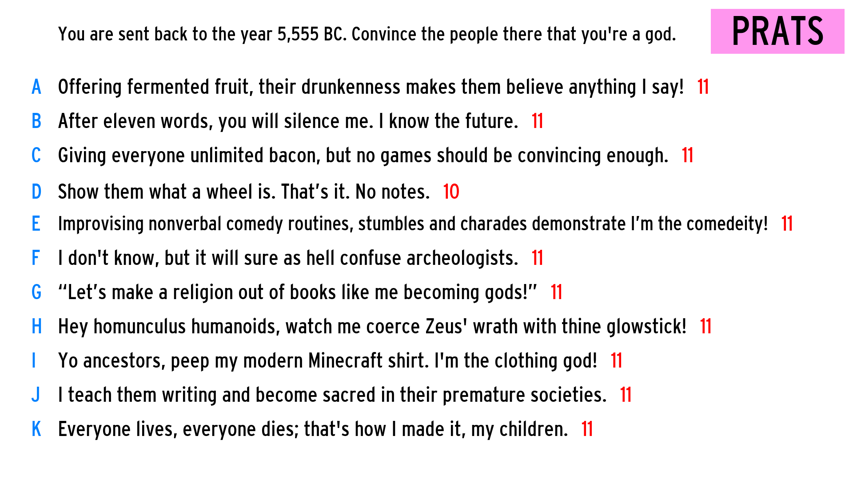 You are sent back to the year 5,555 BC. Convince the people there that you're a god.
PRATS
A Offering fermented fruit, their drunkenness makes them believe anything I say! 11
B After eleven words, you will silence me. I know the future. 11
C Giving everyone unlimited bacon, but no games should be convincing enough. 11
D Show them what a wheel is. That’s it. No notes. 10
E Improvising nonverbal comedy routines, stumbles and charades demonstrate I’m the comedeity! 11
F I don't know, but it will sure as hell confuse archeologists. 11
G “Let’s make a religion out of books like me becoming gods!” 11
H Hey homunculus humanoids, watch me coerce Zeus' wrath with thine glowstick! 11
I Yo ancestors, peep my modern Minecraft shirt. I'm the clothing god! 11
J I teach them writing and become sacred in their premature societies. 11
K Everyone lives, everyone dies; that's how I made it, my children. 11